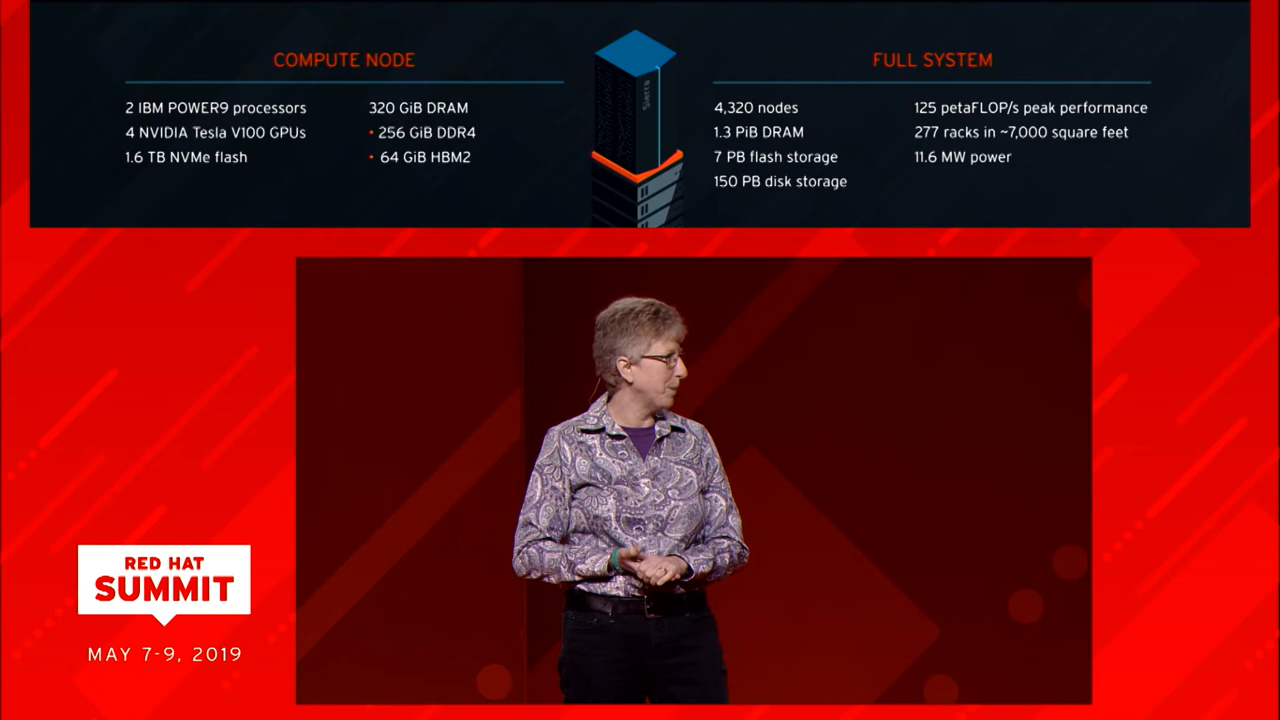 COMPUTE NODE
2 IBM POWER9 processors
4 NVIDIA Tesla V100 GPUs
1.6 TB NVMe flash
320 GiB DRAM
• 256 GiB DDR4
• 64 GiB HBM2
Sierra
FULL SYSTEM
4,320 nodes
1.3 PiB DRAM
7 PB flash storage
150 PB disk storage
125 petaFLOP/s peak performance
277 racks in ~7,000 square feet
11.6 MW power
RED HAT
SUMMIT
MAY 7-9, 2019